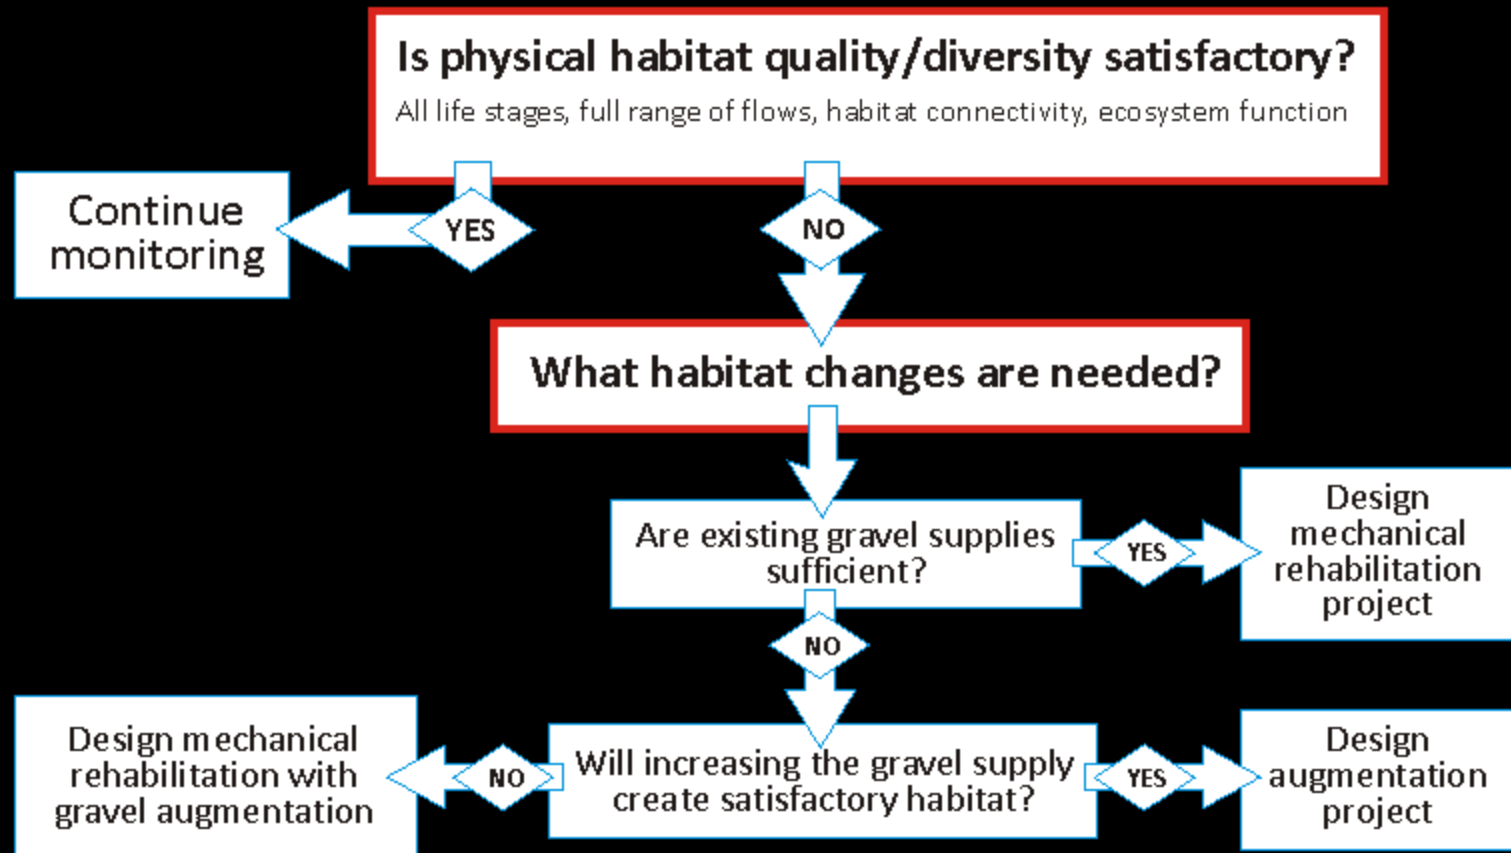 Is physical habitat quality/diversity satisfactory?
All life stages, full range of flows, habitat connectivity, ecosystem function
Continue
monitoring
YES
NO
What habitat changes are needed?
Are existing gravel supplies
sufficient?
YES
Design
mechanical
rehabilitation
project
NO
Design mechanical
rehabilitation with
gravel augmentation
NO
Will increasing the gravel supply
create satisfactory habitat?
YES
Design
augmentation
project